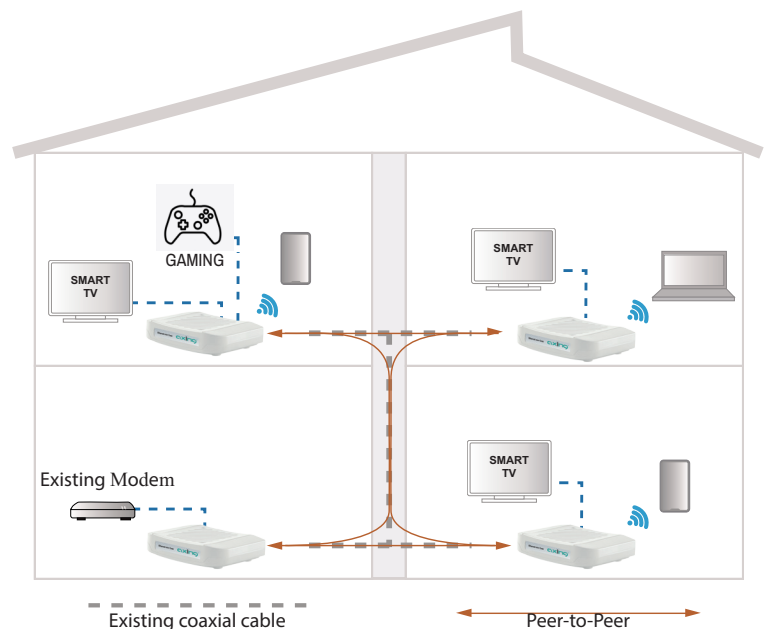 GAMING
SMART
TV
SMART
TV
Existing Modem
SMART
TV
Existing coaxial cable
Peer-to-Peer